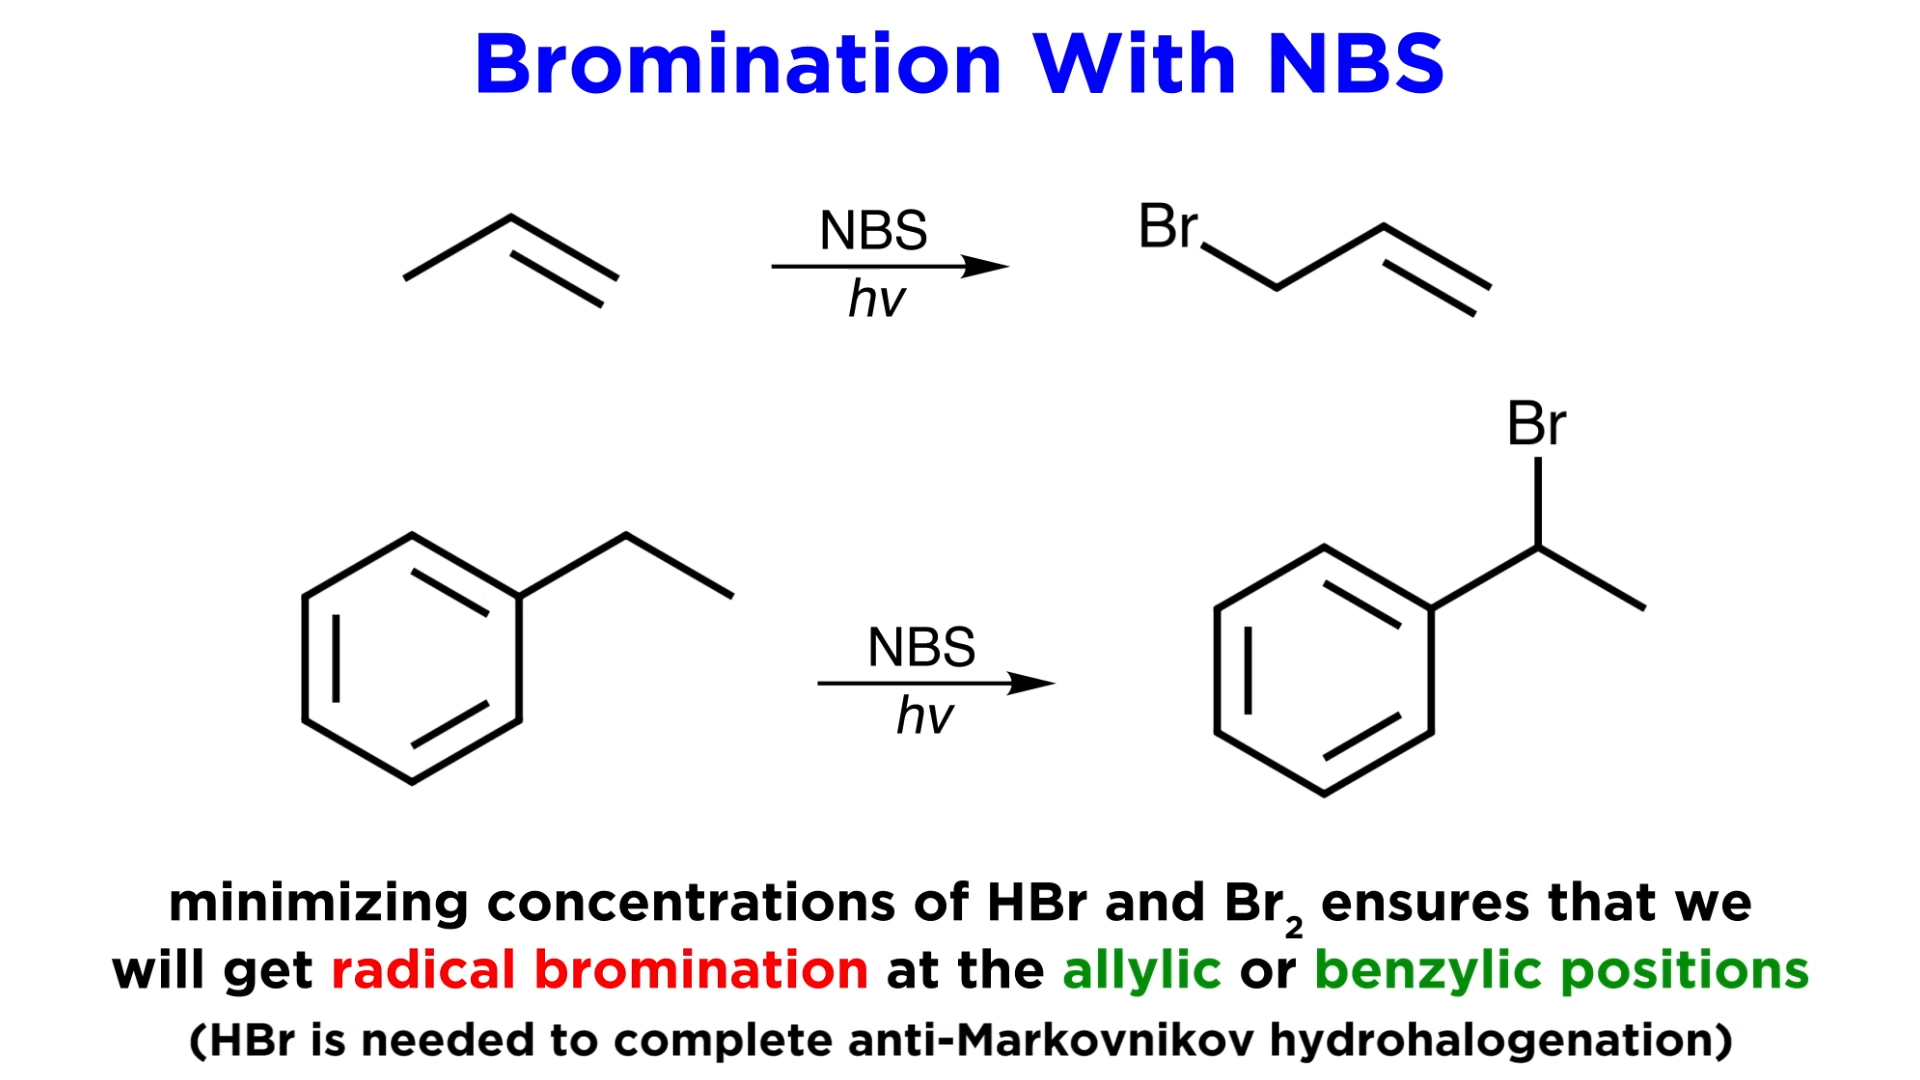 Bromination With NBS
NBS
hv
Br
Br
NBS
hv
minimizing concentrations of HBr and Br₂ ensures that we
will get radical bromination at the allylic or benzylic positions
(HBr is needed to complete anti-Markovnikov hydrohalogenation)